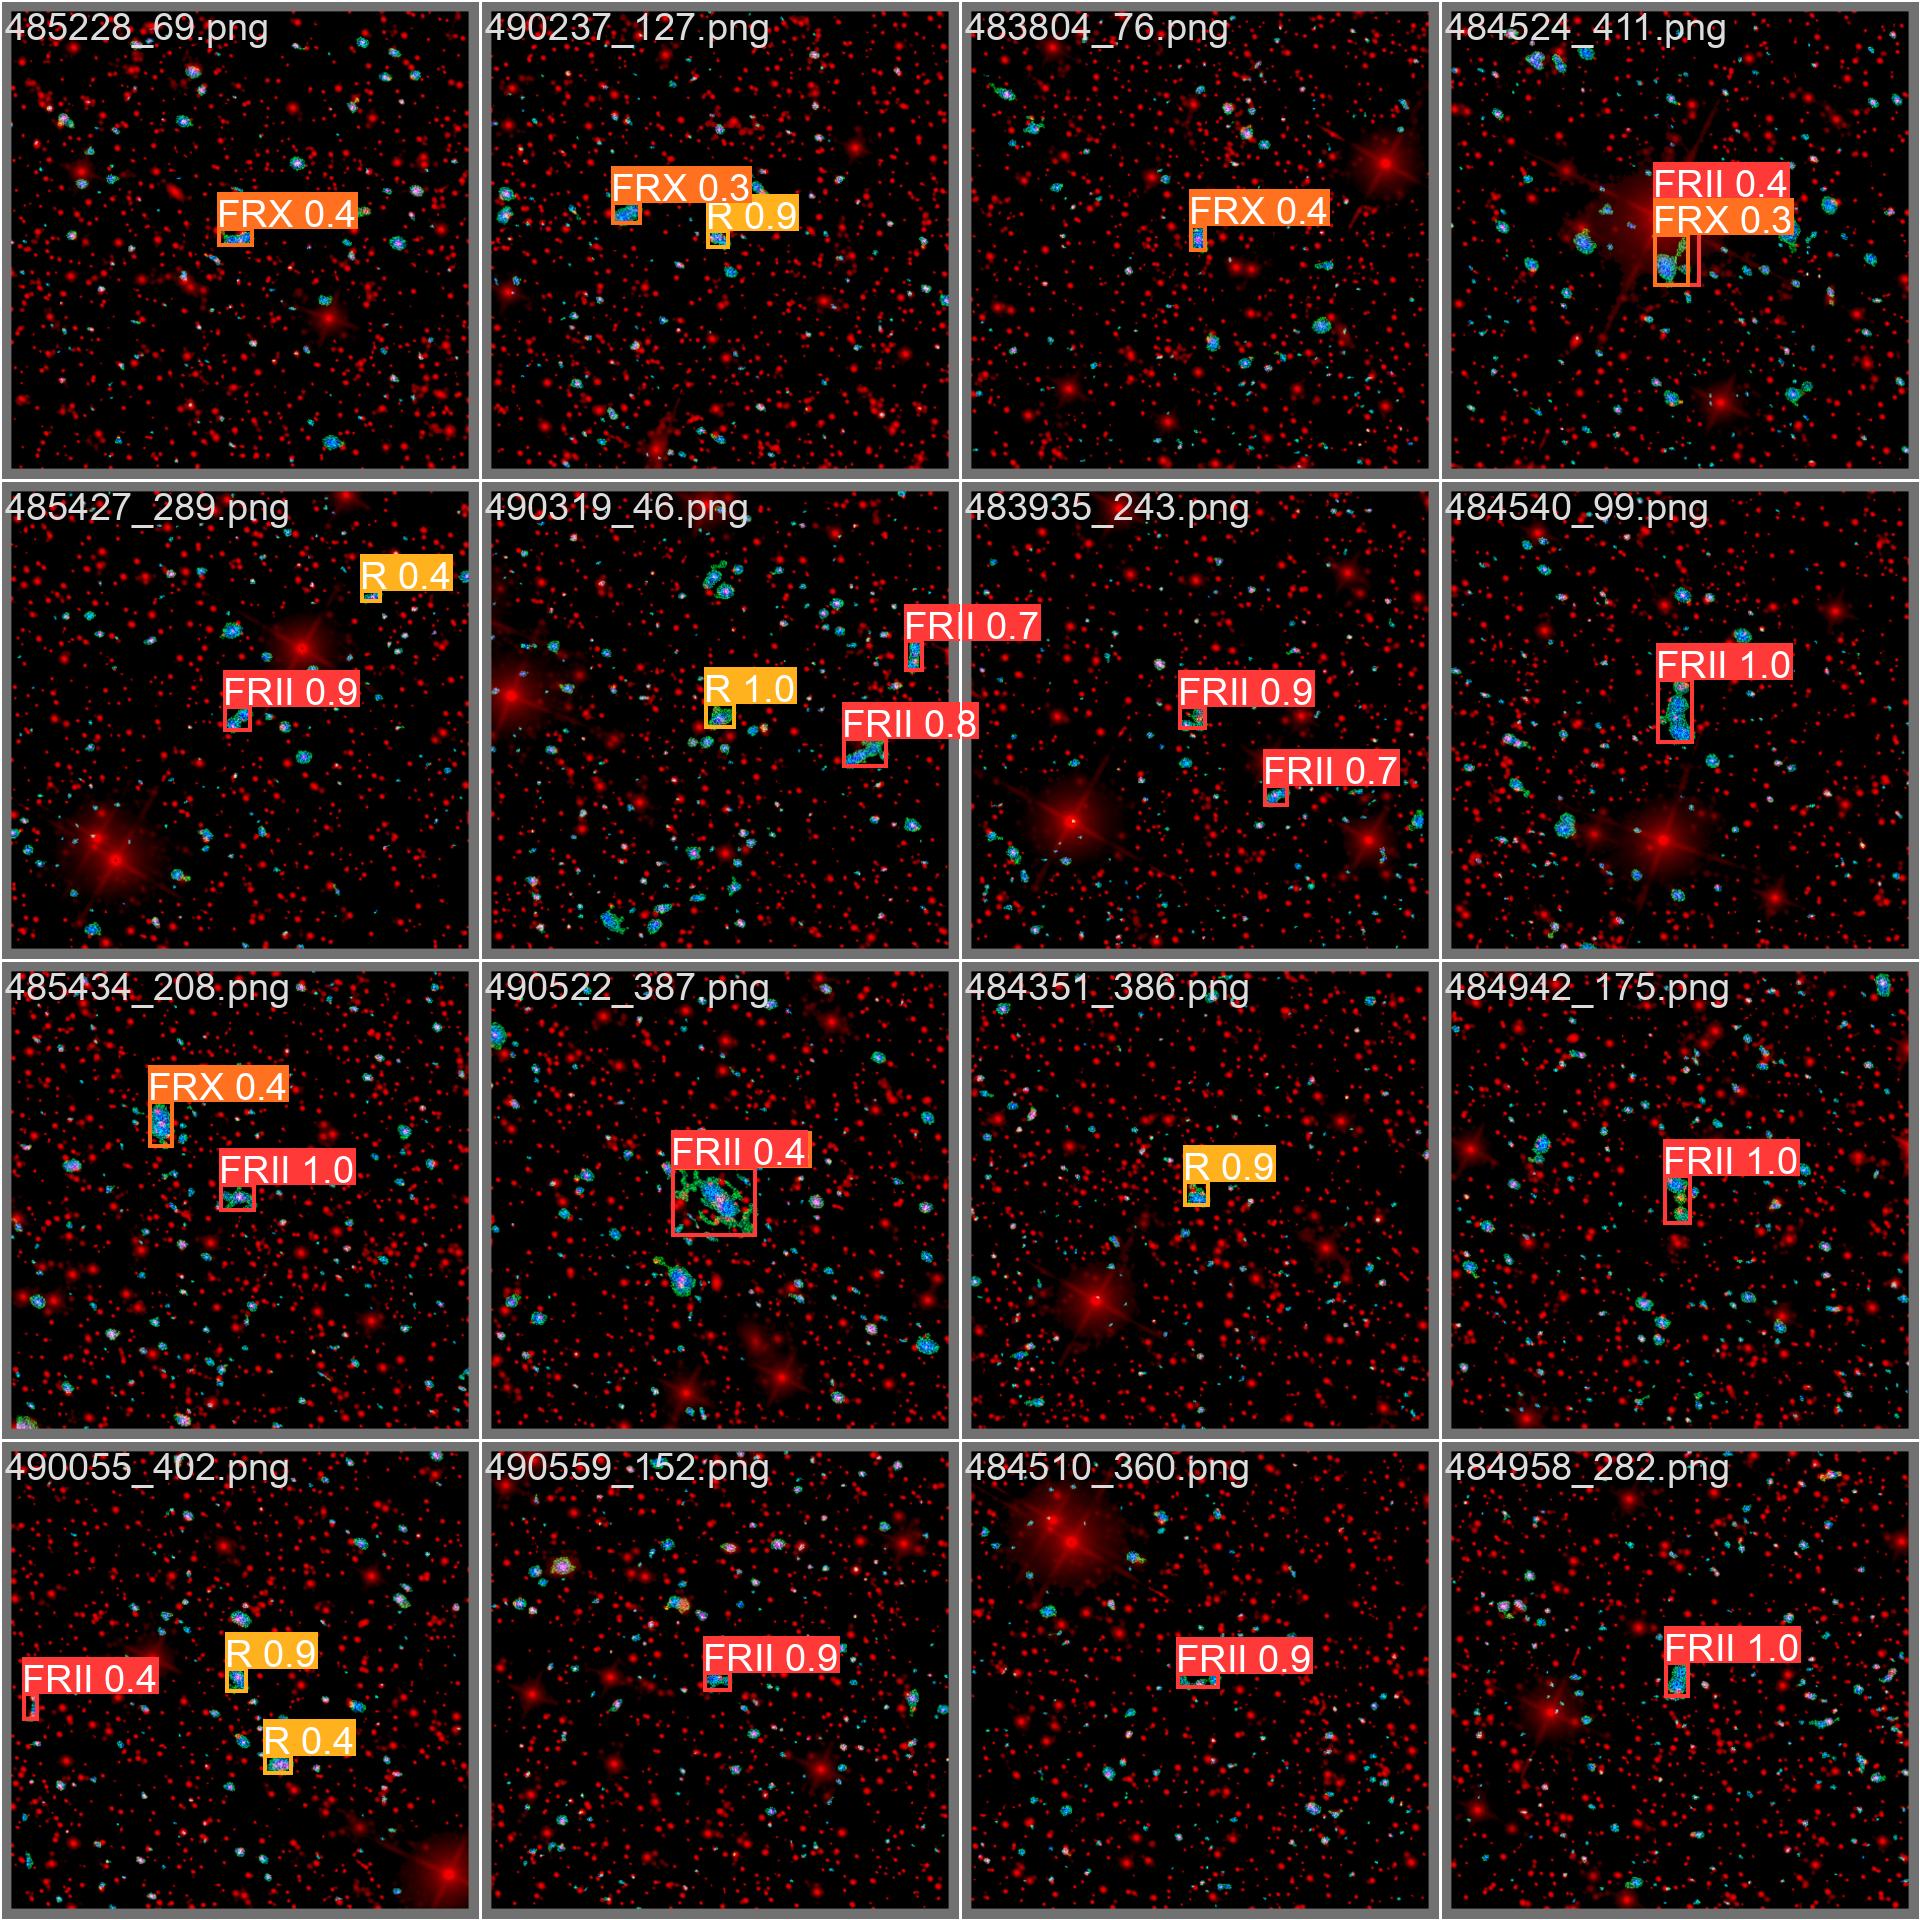 485228_69.png
FRX 0.4
490237_127.png
FRX 0.3
R 0.9
483804_76.png
FRX 0.4
484524_411.png
FRII 0.4
FRX 0.3
485427_289.png
R 0.4
FRII 0.9
490319_46.png
FRII 0.7
R 1.0
FRII 0.8
483935_243.png
FRII 0.9
FRII 0.7
484540_99.png
FRII 1.0
485434_208.png
FRX 0.4
FRII 1.0
490522_387.png
FRII 0.4
484351_386.png
R 0.9
484942_175.png
FRII 1.0
490055_402.png
R 0.9
FRII 0.4
R 0.4
490559_152.png
FRII 0.9
484510_360.png
FRII 0.9
484958_282.png
FRII 1.0